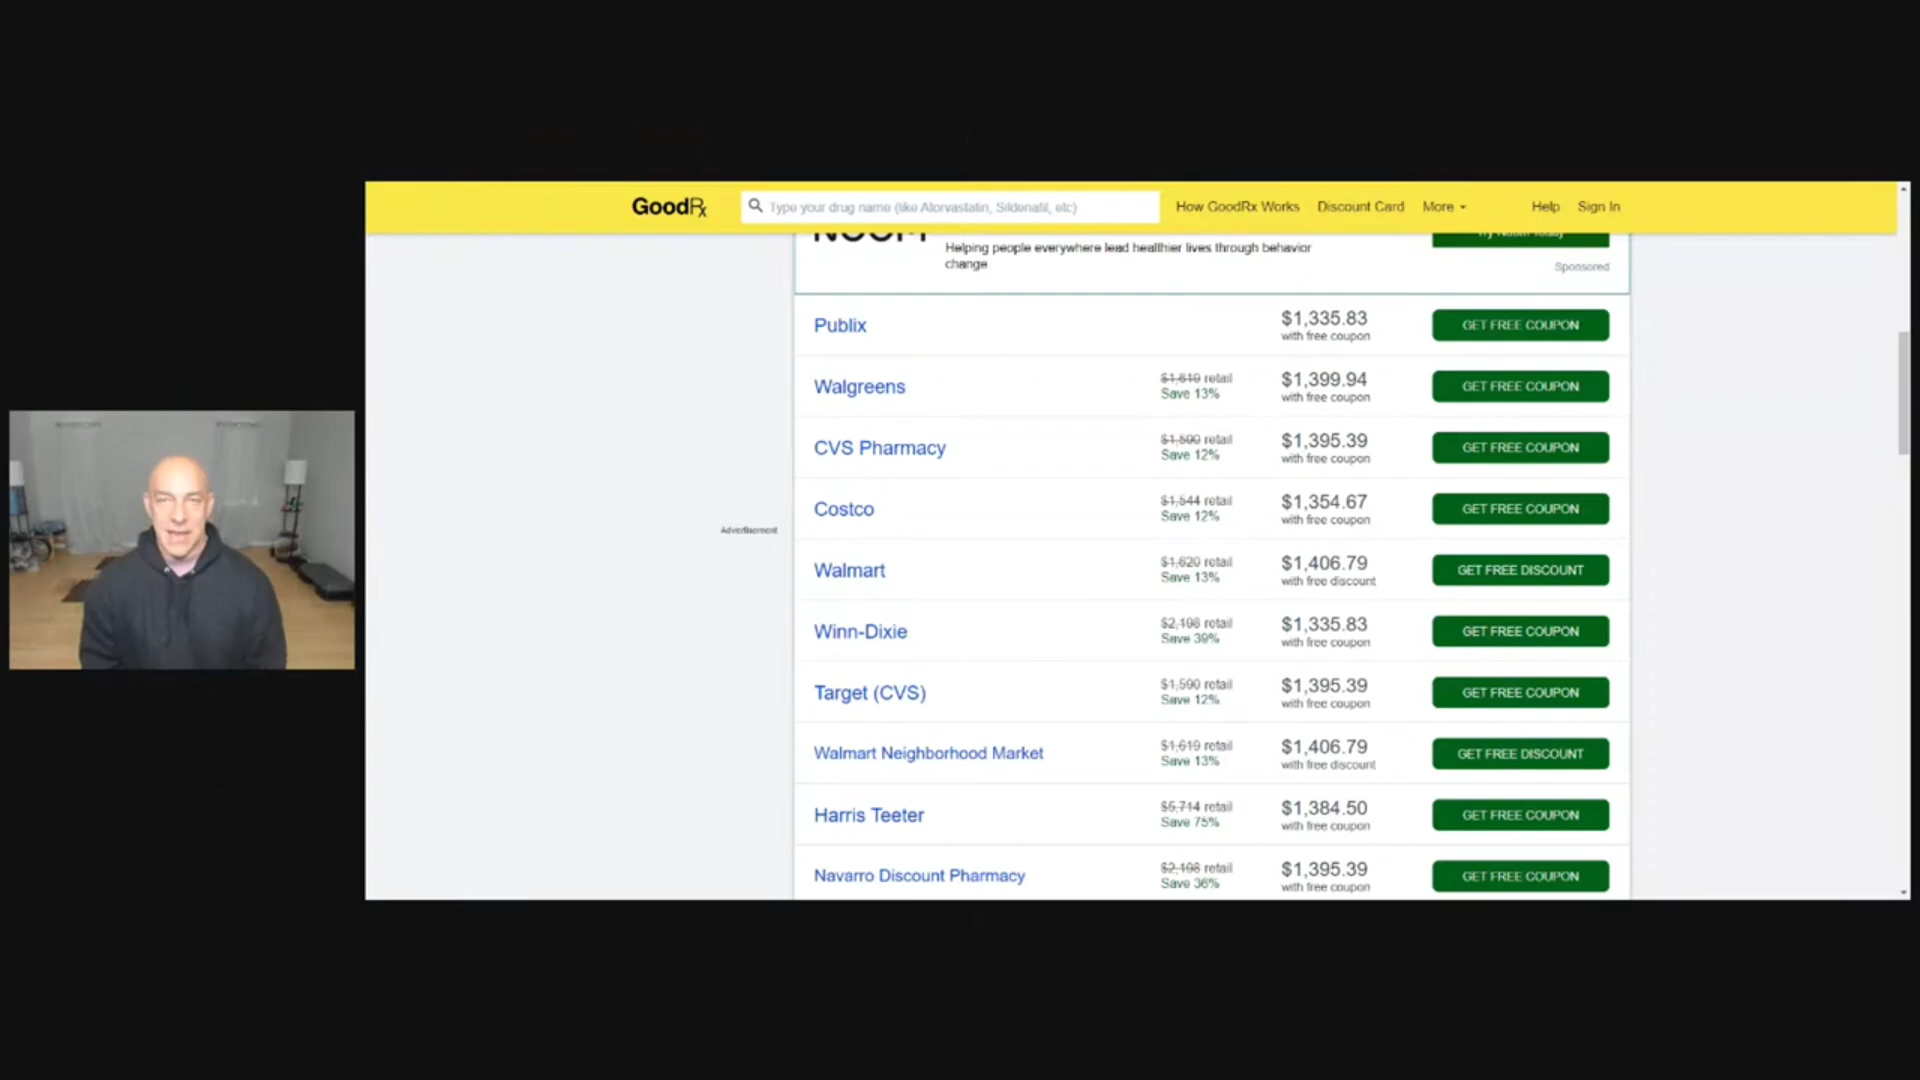 GoodRx
Type your drug name (like Atorvastatin, Sildenafil, etc)
How GoodRx Works
Discount Card
More
Help
Sign In
Helping people everywhere lead healthier lives through behavior
change
Sponsored
Publix
$1,335.83
with free coupon
GET FREE COUPON
Walgreens
$1,619 retail
Save 13%
$1,399.94
with free coupon
GET FREE COUPON
CVS Pharmacy
$1,590 retail
Save 12%
$1,395.39
with free coupon
GET FREE COUPON
Advertisement
Costco
$1,544 retail
Save 12%
$1,354.67
with free coupon
GET FREE COUPON
Walmart
$1,620 retail
Save 13%
$1,406.79
with free discount
GET FREE DISCOUNT
Winn-Dixie
$2,198 retail
Save 39%
$1,335.83
with free coupon
GET FREE COUPON
Target (CVS)
$1,590 retail
Save 12%
$1,395.39
with free coupon
GET FREE COUPON
Walmart Neighborhood Market
$1,619 retail
Save 13%
$1,406.79
with free discount
GET FREE DISCOUNT
Harris Teeter
$5,714 retail
Save 75%
$1,384.50
with free coupon
GET FREE COUPON
Navarro Discount Pharmacy
$2,198 retail
Save 36%
$1,395.39
with free coupon
GET FREE COUPON